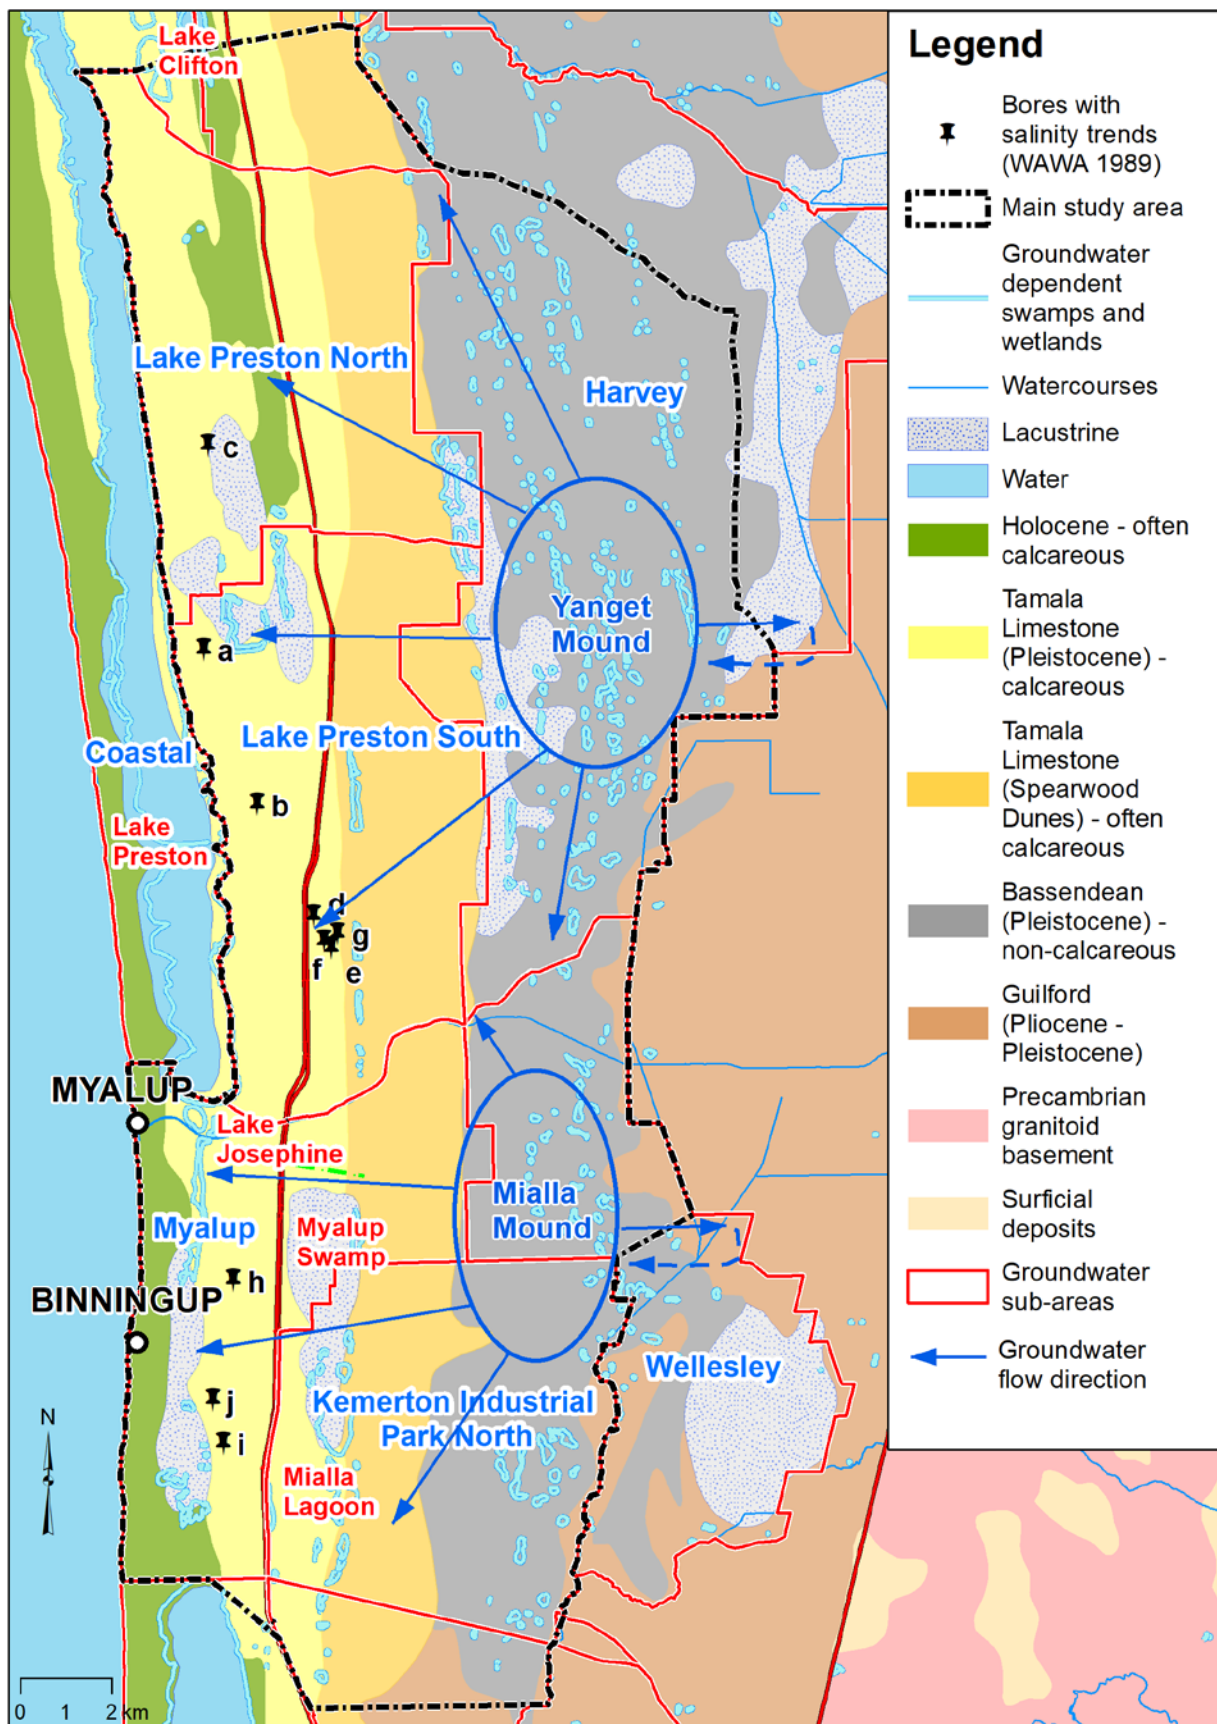 Lake
Clifton
Lake Preston North
Harvey
c
Yanget
Mound
a
Lake Preston South
Coastal
b
Lake
Preston
d
g
f
e
MYALUP
Lake
Josephine
Mialla
Mound
Myalup
Myalup
Swamp
h
BINNINGUP
Wellesley
j
Kemerton Industrial
Park North
i
Mialla
Lagoon
N
0 1 2 km
Legend
Bores with
salinity trends
(WAWA 1989)
Main study area
Groundwater
dependent
swamps and
wetlands
Watercourses
Lacustrine
Water
Holocene - often
calcareous
Tamala
Limestone
(Pleistocene) -
calcareous
Tamala
Limestone
(Spearwood
Dunes) - often
calcareous
Bassendean
(Pleistocene) -
non-calcareous
Guilford
(Pliocene -
Pleistocene)
Precambrian
granitoid
basement
Surficial
deposits
Groundwater
sub-areas
Groundwater
flow direction